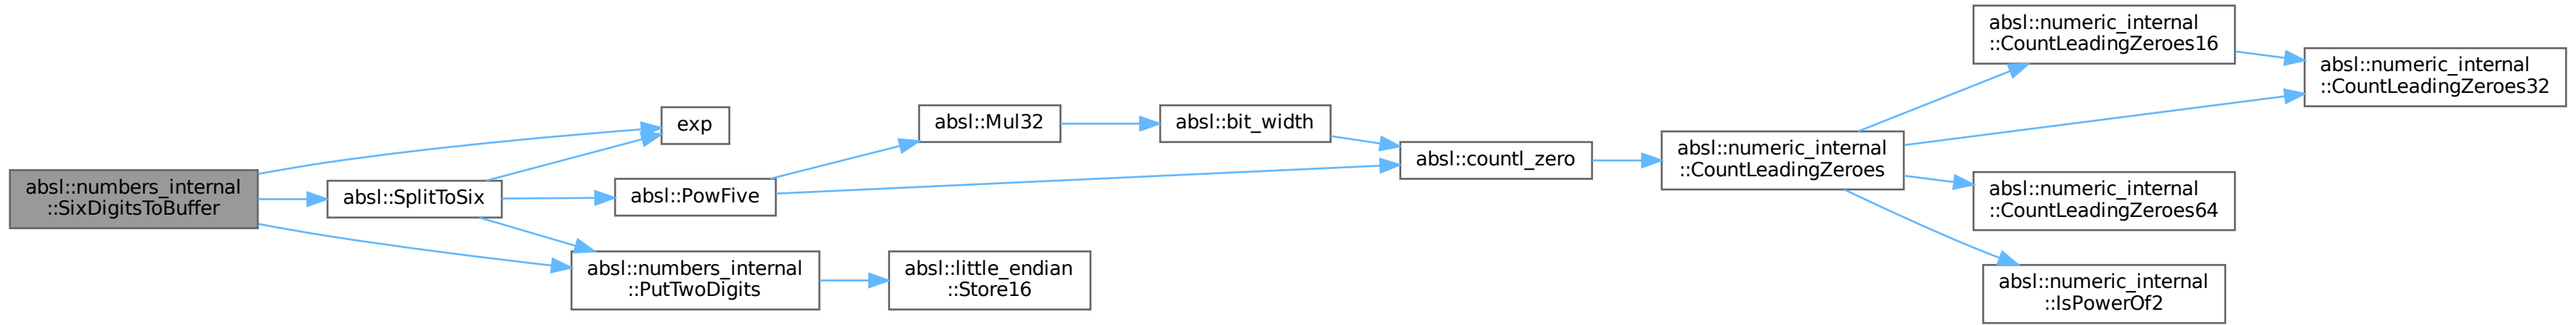 absl::numbers_internal
::SixDigitsToBuffer
absl::SplitToSix
exp
absl::PowFive
absl::numbers_internal
::PutTwoDigits
absl::Mul32
absl::little_endian
::Store16
absl::bit_width
absl::countl_zero
absl::numeric_internal
::CountLeadingZeroes
absl::numeric_internal
::CountLeadingZeroes16
absl::numeric_internal
::CountLeadingZeroes32
absl::numeric_internal
::CountLeadingZeroes64
absl::numeric_internal
::IsPowerOf2